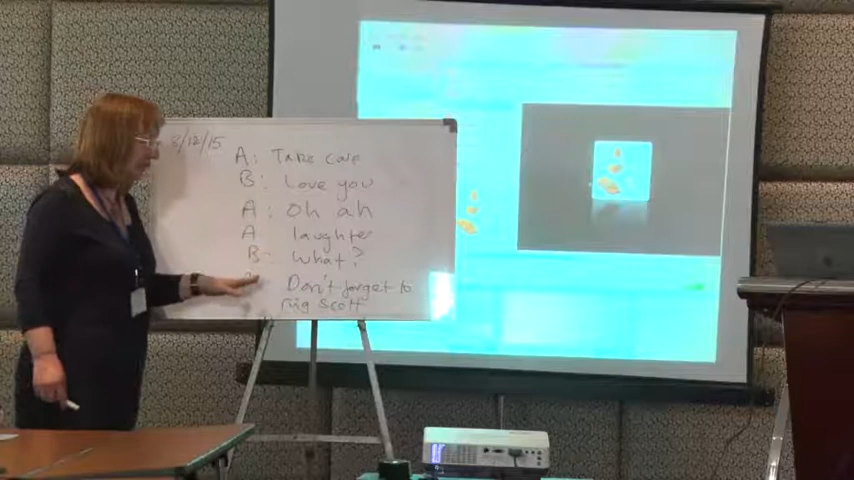 8/12/15
A: Take care
B: Love you
A: Oh ah
A laughter
B- What?
Don't forget to
ring Scott